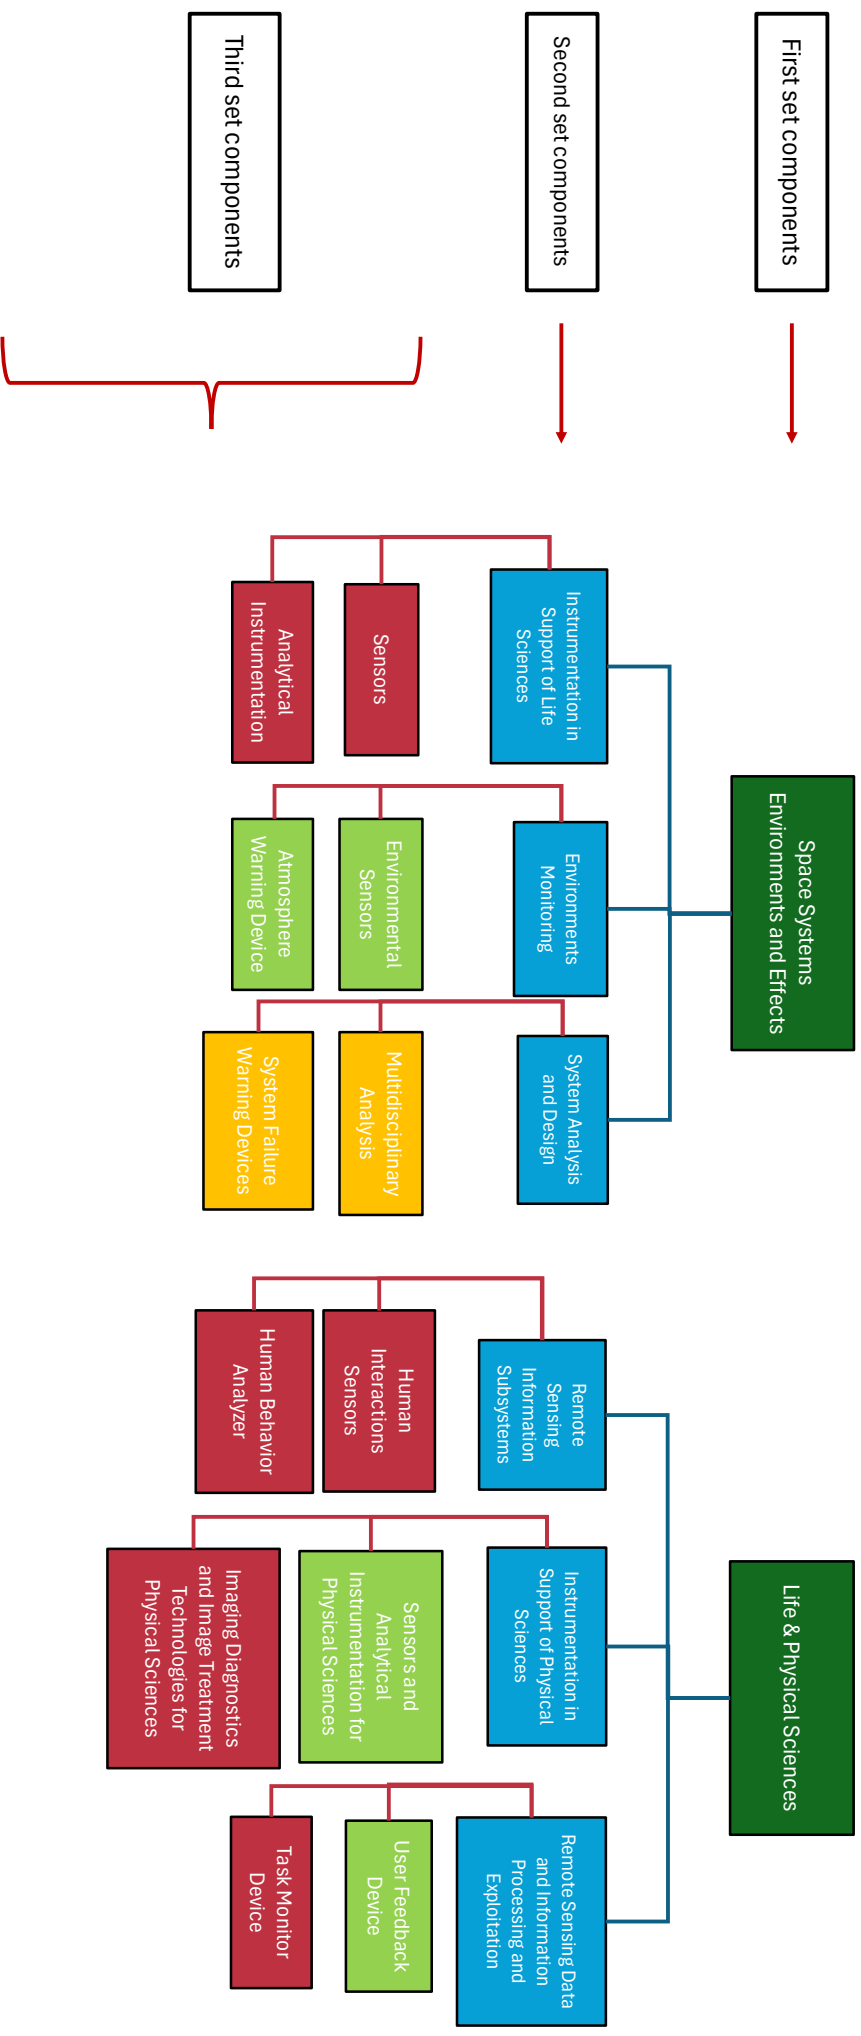 First set components
Second set components
Third set components
Space Systems
Environments and Effects
Life & Physical Sciences
Instrumentation in
Support of Life
Sciences
Environments
Monitoring
System Analysis
and Design
Remote
Sensing
Information
Subsystems
Instrumentation in
Support of Physical
Sciences
Remote Sensing Data
and Information
Processing and
Exploitation
Sensors
Analytical
Instrumentation
Environmental
Sensors
Atmosphere
Warning Device
Multidisciplinary
Analysis
System Failure
Warning Devices
Human
Interactions
Sensors
Human Behavior
Analyzer
Sensors and
Analytical
Instrumentation for
Physical Sciences
Imaging Diagnostics
and Image Treatment
Technologies for
Physical Sciences
User Feedback
Device
Task Monitor
Device